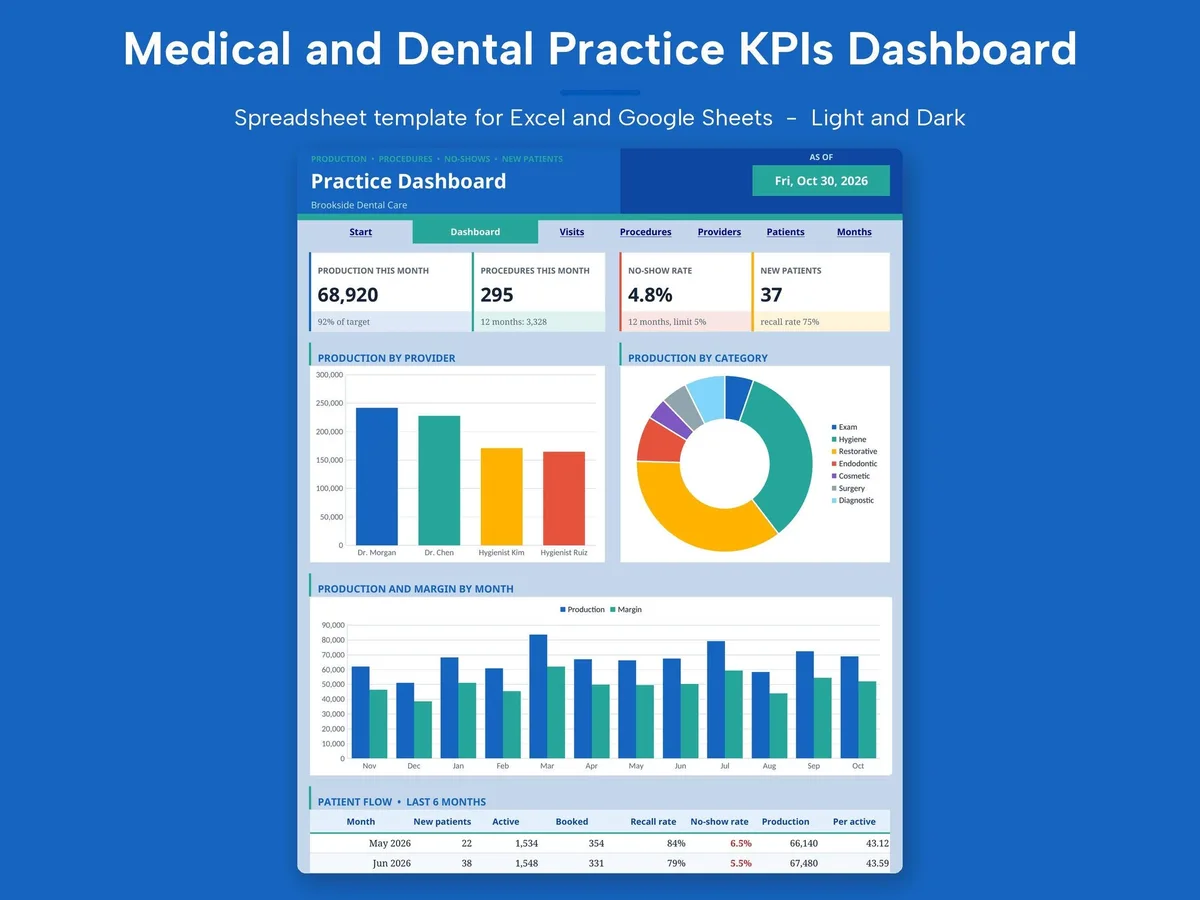 Medical and Dental Practice KPIs Dashboard
Spreadsheet template for Excel and Google Sheets – Light and Dark
PRODUCTION • PROCEDURES • NO-SHOWS • NEW PATIENTS
AS OF
Practice Dashboard
Fri, Oct 30, 2026
Brookside Dental Care
Start Dashboard Visits Procedures Providers Patients Months
PRODUCTION THIS MONTH PROCEDURES THIS MONTH NO-SHOW RATE NEW PATIENTS
68,920 295 4.8% 37
92% of target 12 months: 3,328 12 months, limit 5% recall rate 75%
PRODUCTION BY PROVIDER
300,000
250,000
200,000
150,000
100,000
50,000
0
Dr. Morgan Dr. Chen Hygienist Kim Hygienist Ruiz
PRODUCTION BY CATEGORY
Exam
Hygiene
Restorative
Endodontic
Cosmetic
Surgery
Diagnostic
PRODUCTION AND MARGIN BY MONTH
Production Margin
90,000
80,000
70,000
60,000
50,000
40,000
30,000
20,000
10,000
0
Nov Dec Jan Feb Mar Apr May Jun Jul Aug Sep Oct
PATIENT FLOW • LAST 6 MONTHS
Month New patients Active Booked Recall rate No-show rate Production Per active
May 2026 22 1,534 354 84% 6.5% 66,140 43.12
Jun 2026 38 1,548 331 79% 5.5% 67,480 43.59